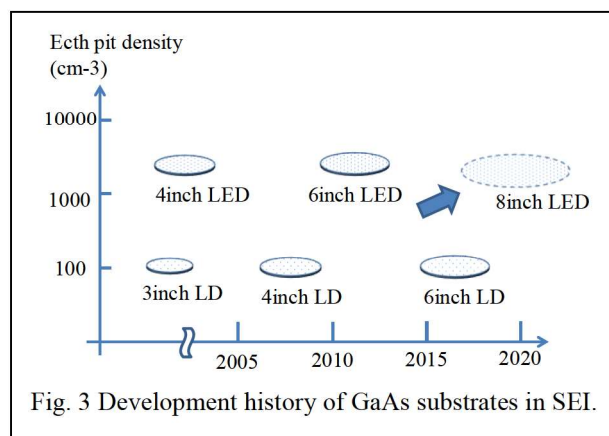 Ecth pit density
(cm-3)
10000
4inch LED
6inch LED
8inch LED
1000
100
3inch LD
4inch LD
6inch LD
2005
2010
2015
2020
Fig. 3 Development history of GaAs substrates in SEI.